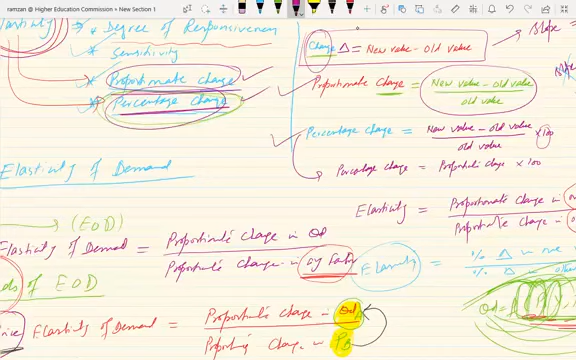 ramzan @ Higher Education Commission » New Section 1
Degree of Responsiveness
Sensitivity
Proportionate change
Percentage change
Elasticity of Demand
(EOD)
Elasticity of Demand = Proportionate Change in Qd
Proportionate Change in any factor
of EOD
Elasticity of Demand = Proportionate Change in Qd
Change in
Change Δ = New value - old value
Slope
Proportionate Change = New value - old value
old value
Percentage change = New value - old value × 100
old value
Percentage change = Proportionate change × 100
Elasticity = Proportionate change in
Proportionate change in
Elasticity = % Δ in one
% Δ in other
Qd =